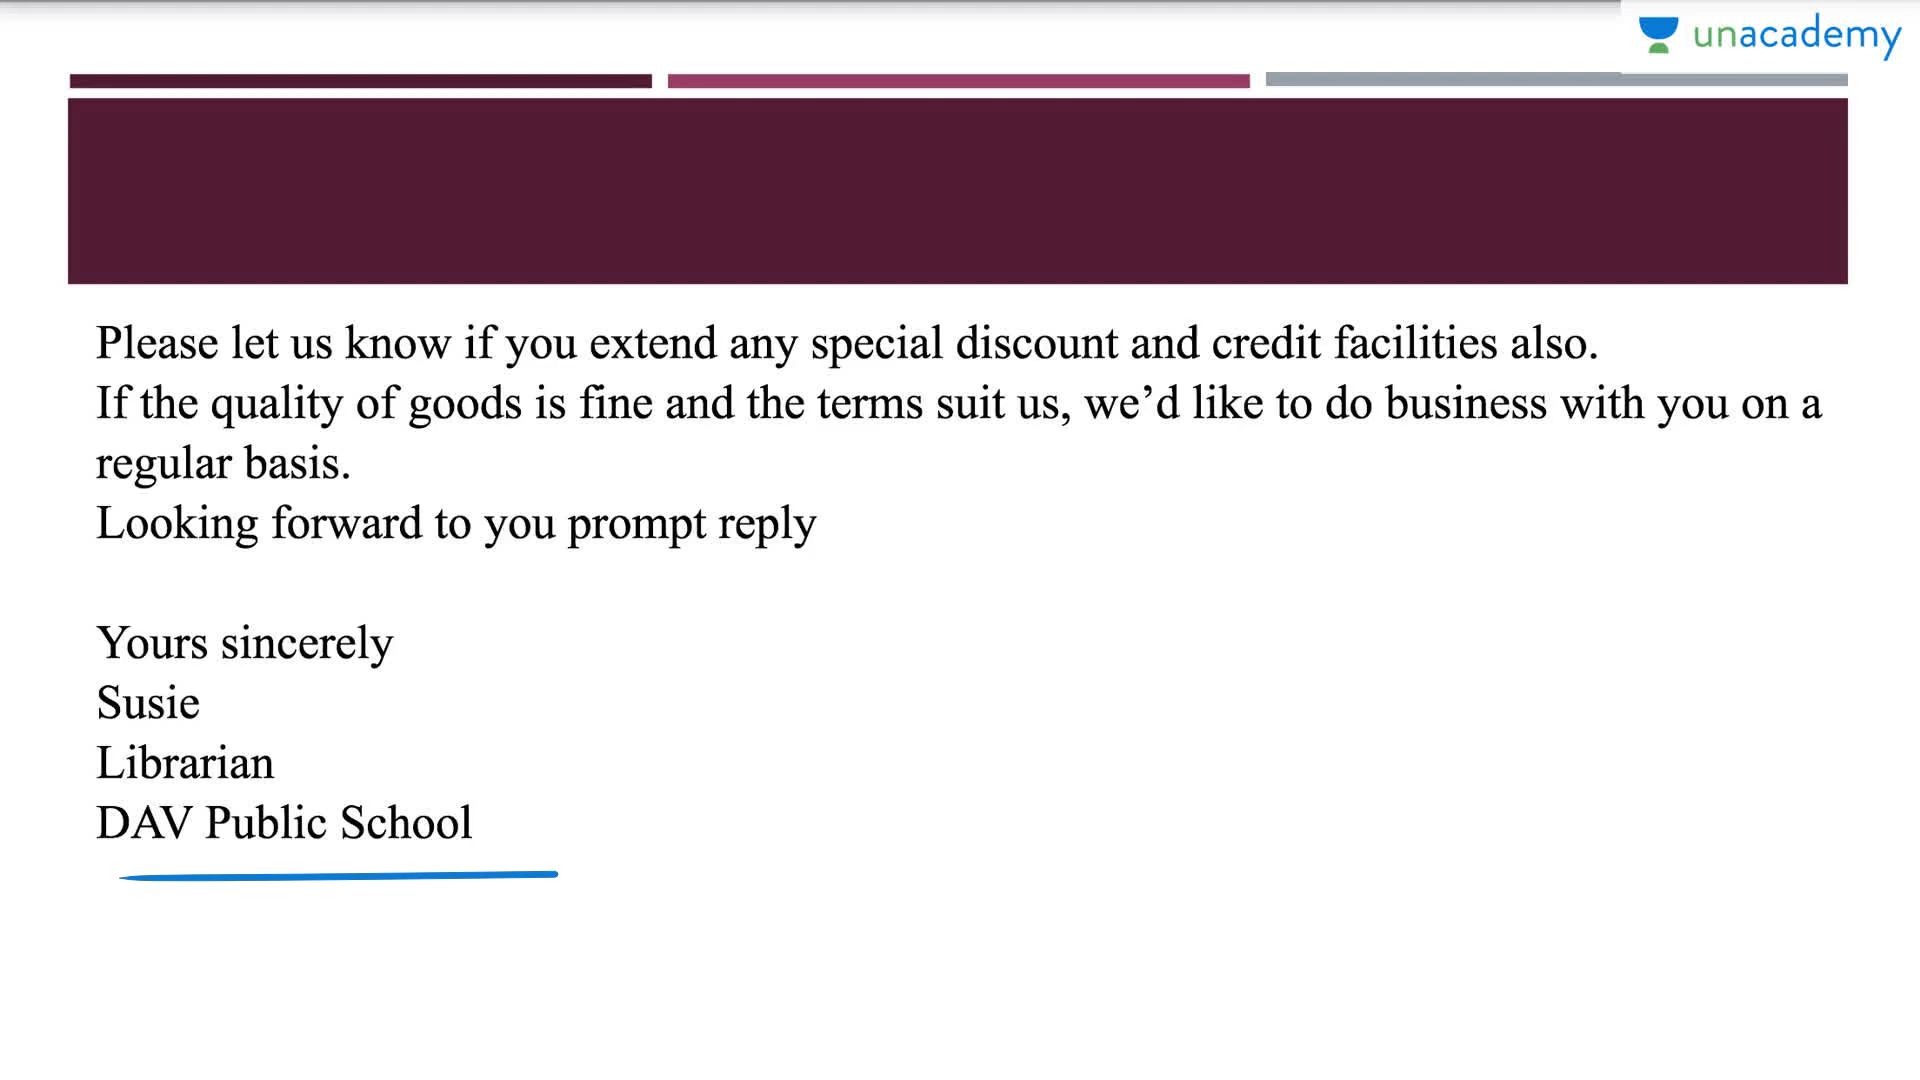 unacademy
Please let us know if you extend any special discount and credit facilities also.
If the quality of goods is fine and the terms suit us, we’d like to do business with you on a
regular basis.
Looking forward to you prompt reply
Yours sincerely
Susie
Librarian
DAV Public School